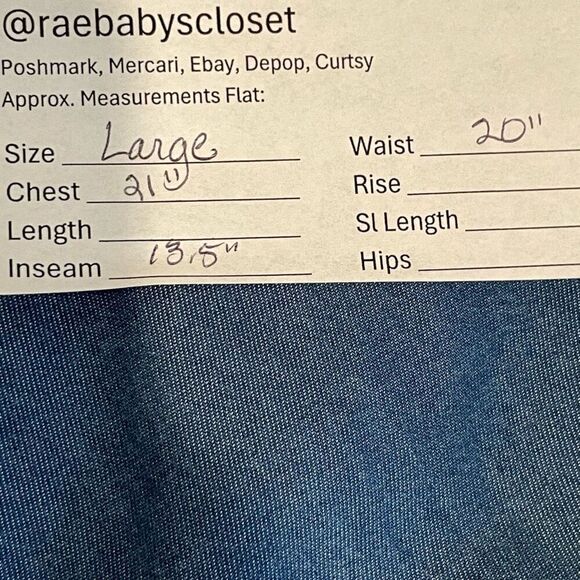 @raebabyscloset
Poshmark, Mercari, Ebay, Depop, Curtsy
Approx. Measurements Flat:
Size Large Waist 20"
Chest 21" Rise
Length Sl Length
Inseam 13.5" Hips